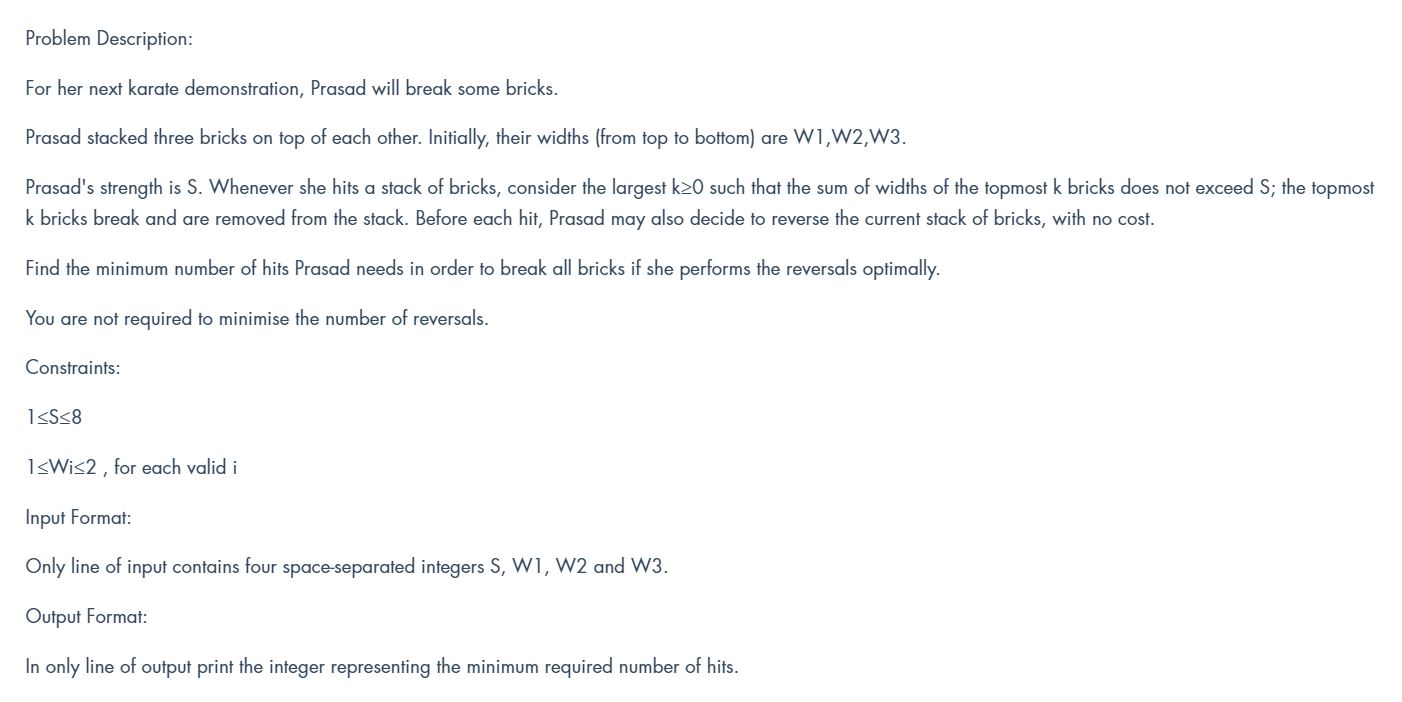 Problem Description:
For her next karate demonstration, Prasad will break some bricks.
Prasad stacked three bricks on top of each other. Initially, their widths (from top to bottom) are W1,W2,W3.
Prasad's strength is S. Whenever she hits a stack of bricks, consider the largest k≥0 such that the sum of widths of the topmost k bricks does not exceed S; the topmost
k bricks break and are removed from the stack. Before each hit, Prasad may also decide to reverse the current stack of bricks, with no cost.
Find the minimum number of hits Prasad needs in order to break all bricks if she performs the reversals optimally.
You are not required to minimise the number of reversals.
Constraints:
1≤S≤8
1≤Wi≤2 , for each valid i
Input Format:
Only line of input contains four space-separated integers S, W1, W2 and W3.
Output Format:
In only line of output print the integer representing the minimum required number of hits.